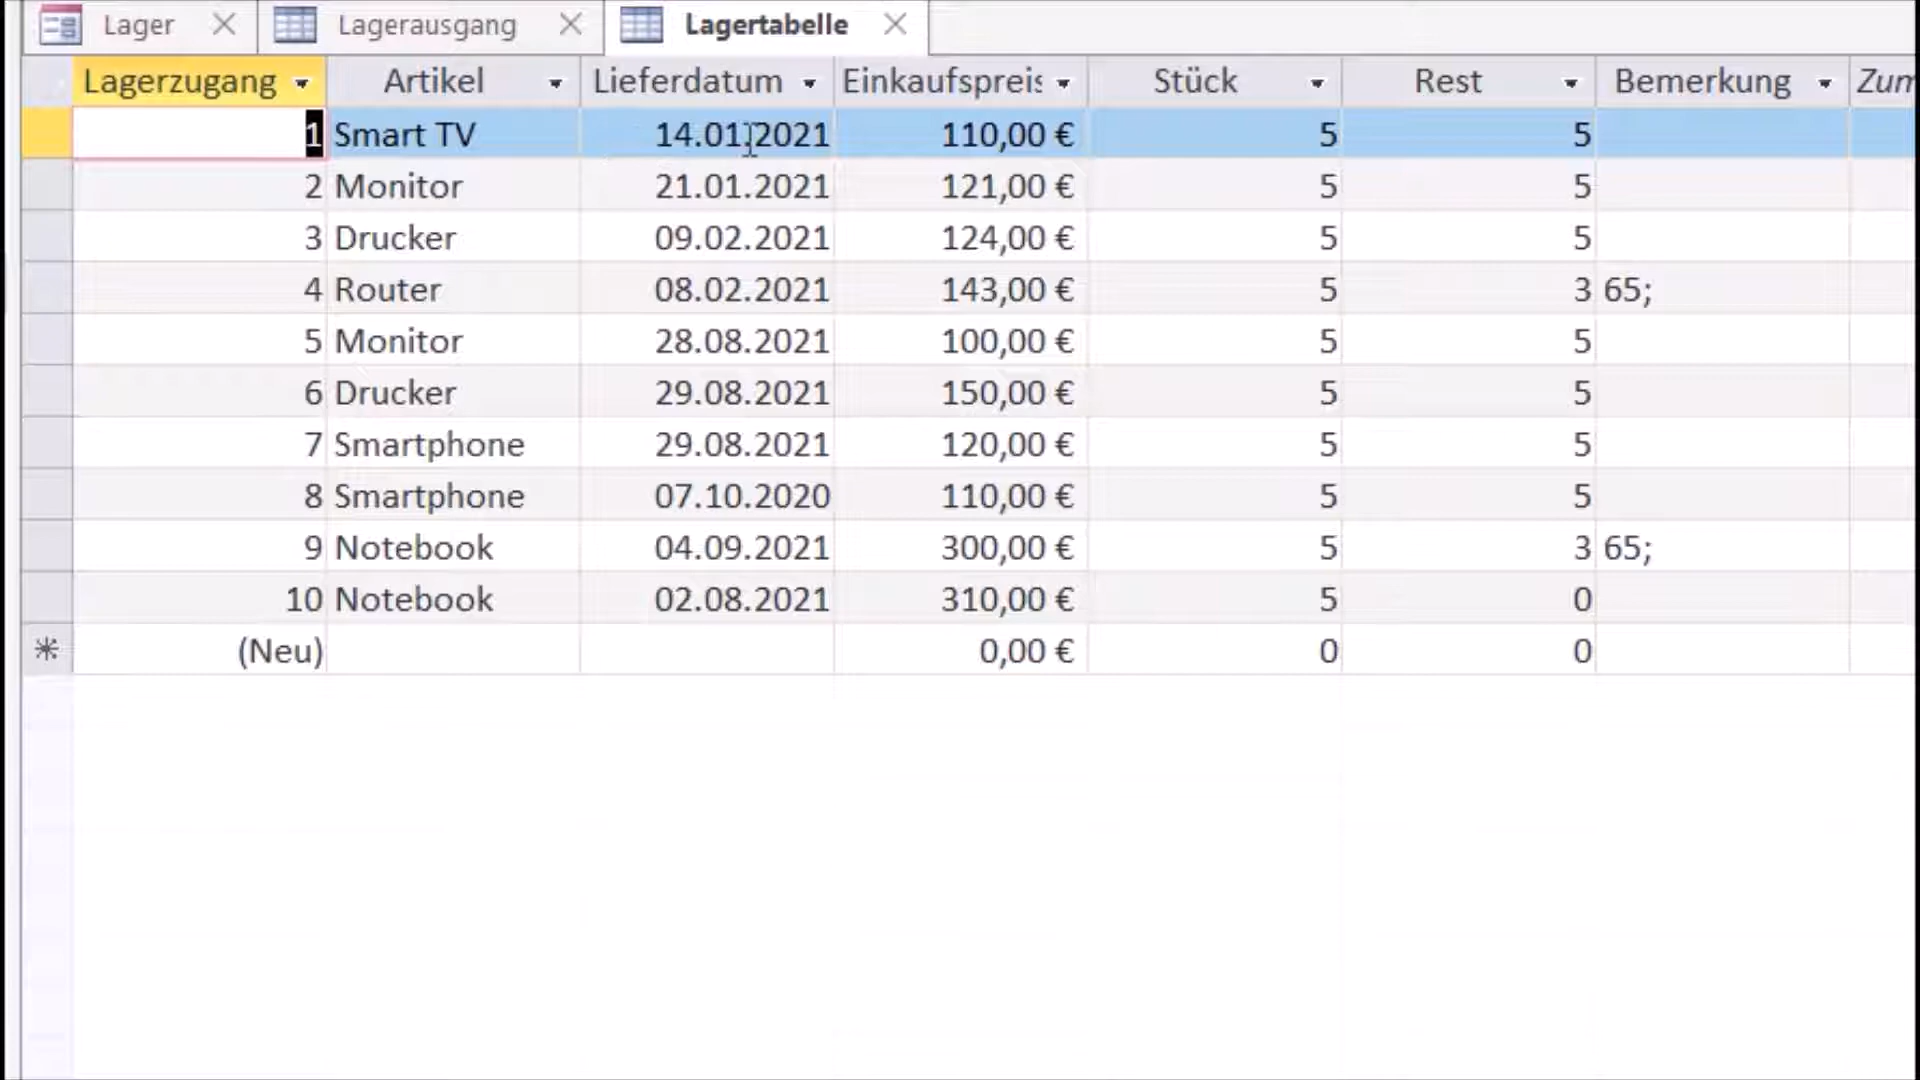 Lager Lagerausgang Lagertabelle
Lagerzugang Artikel Lieferdatum Einkaufspreis Stück Rest Bemerkung
1 Smart TV 14.01.2021 110,00 € 5 5
2 Monitor 21.01.2021 121,00 € 5 5
3 Drucker 09.02.2021 124,00 € 5 5
4 Router 08.02.2021 143,00 € 5 3 65;
5 Monitor 28.08.2021 100,00 € 5 5
6 Drucker 29.08.2021 150,00 € 5 5
7 Smartphone 29.08.2021 120,00 € 5 5
8 Smartphone 07.10.2020 110,00 € 5 5
9 Notebook 04.09.2021 300,00 € 5 3 65;
10 Notebook 02.08.2021 310,00 € 5 0
(Neu) 0,00 € 0 0